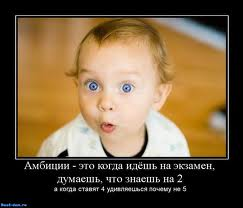 Амбиции - это когда идёшь на экзамен,
думаешь, что знаешь на 2
а когда ставят 4 удивляешься почему не 5